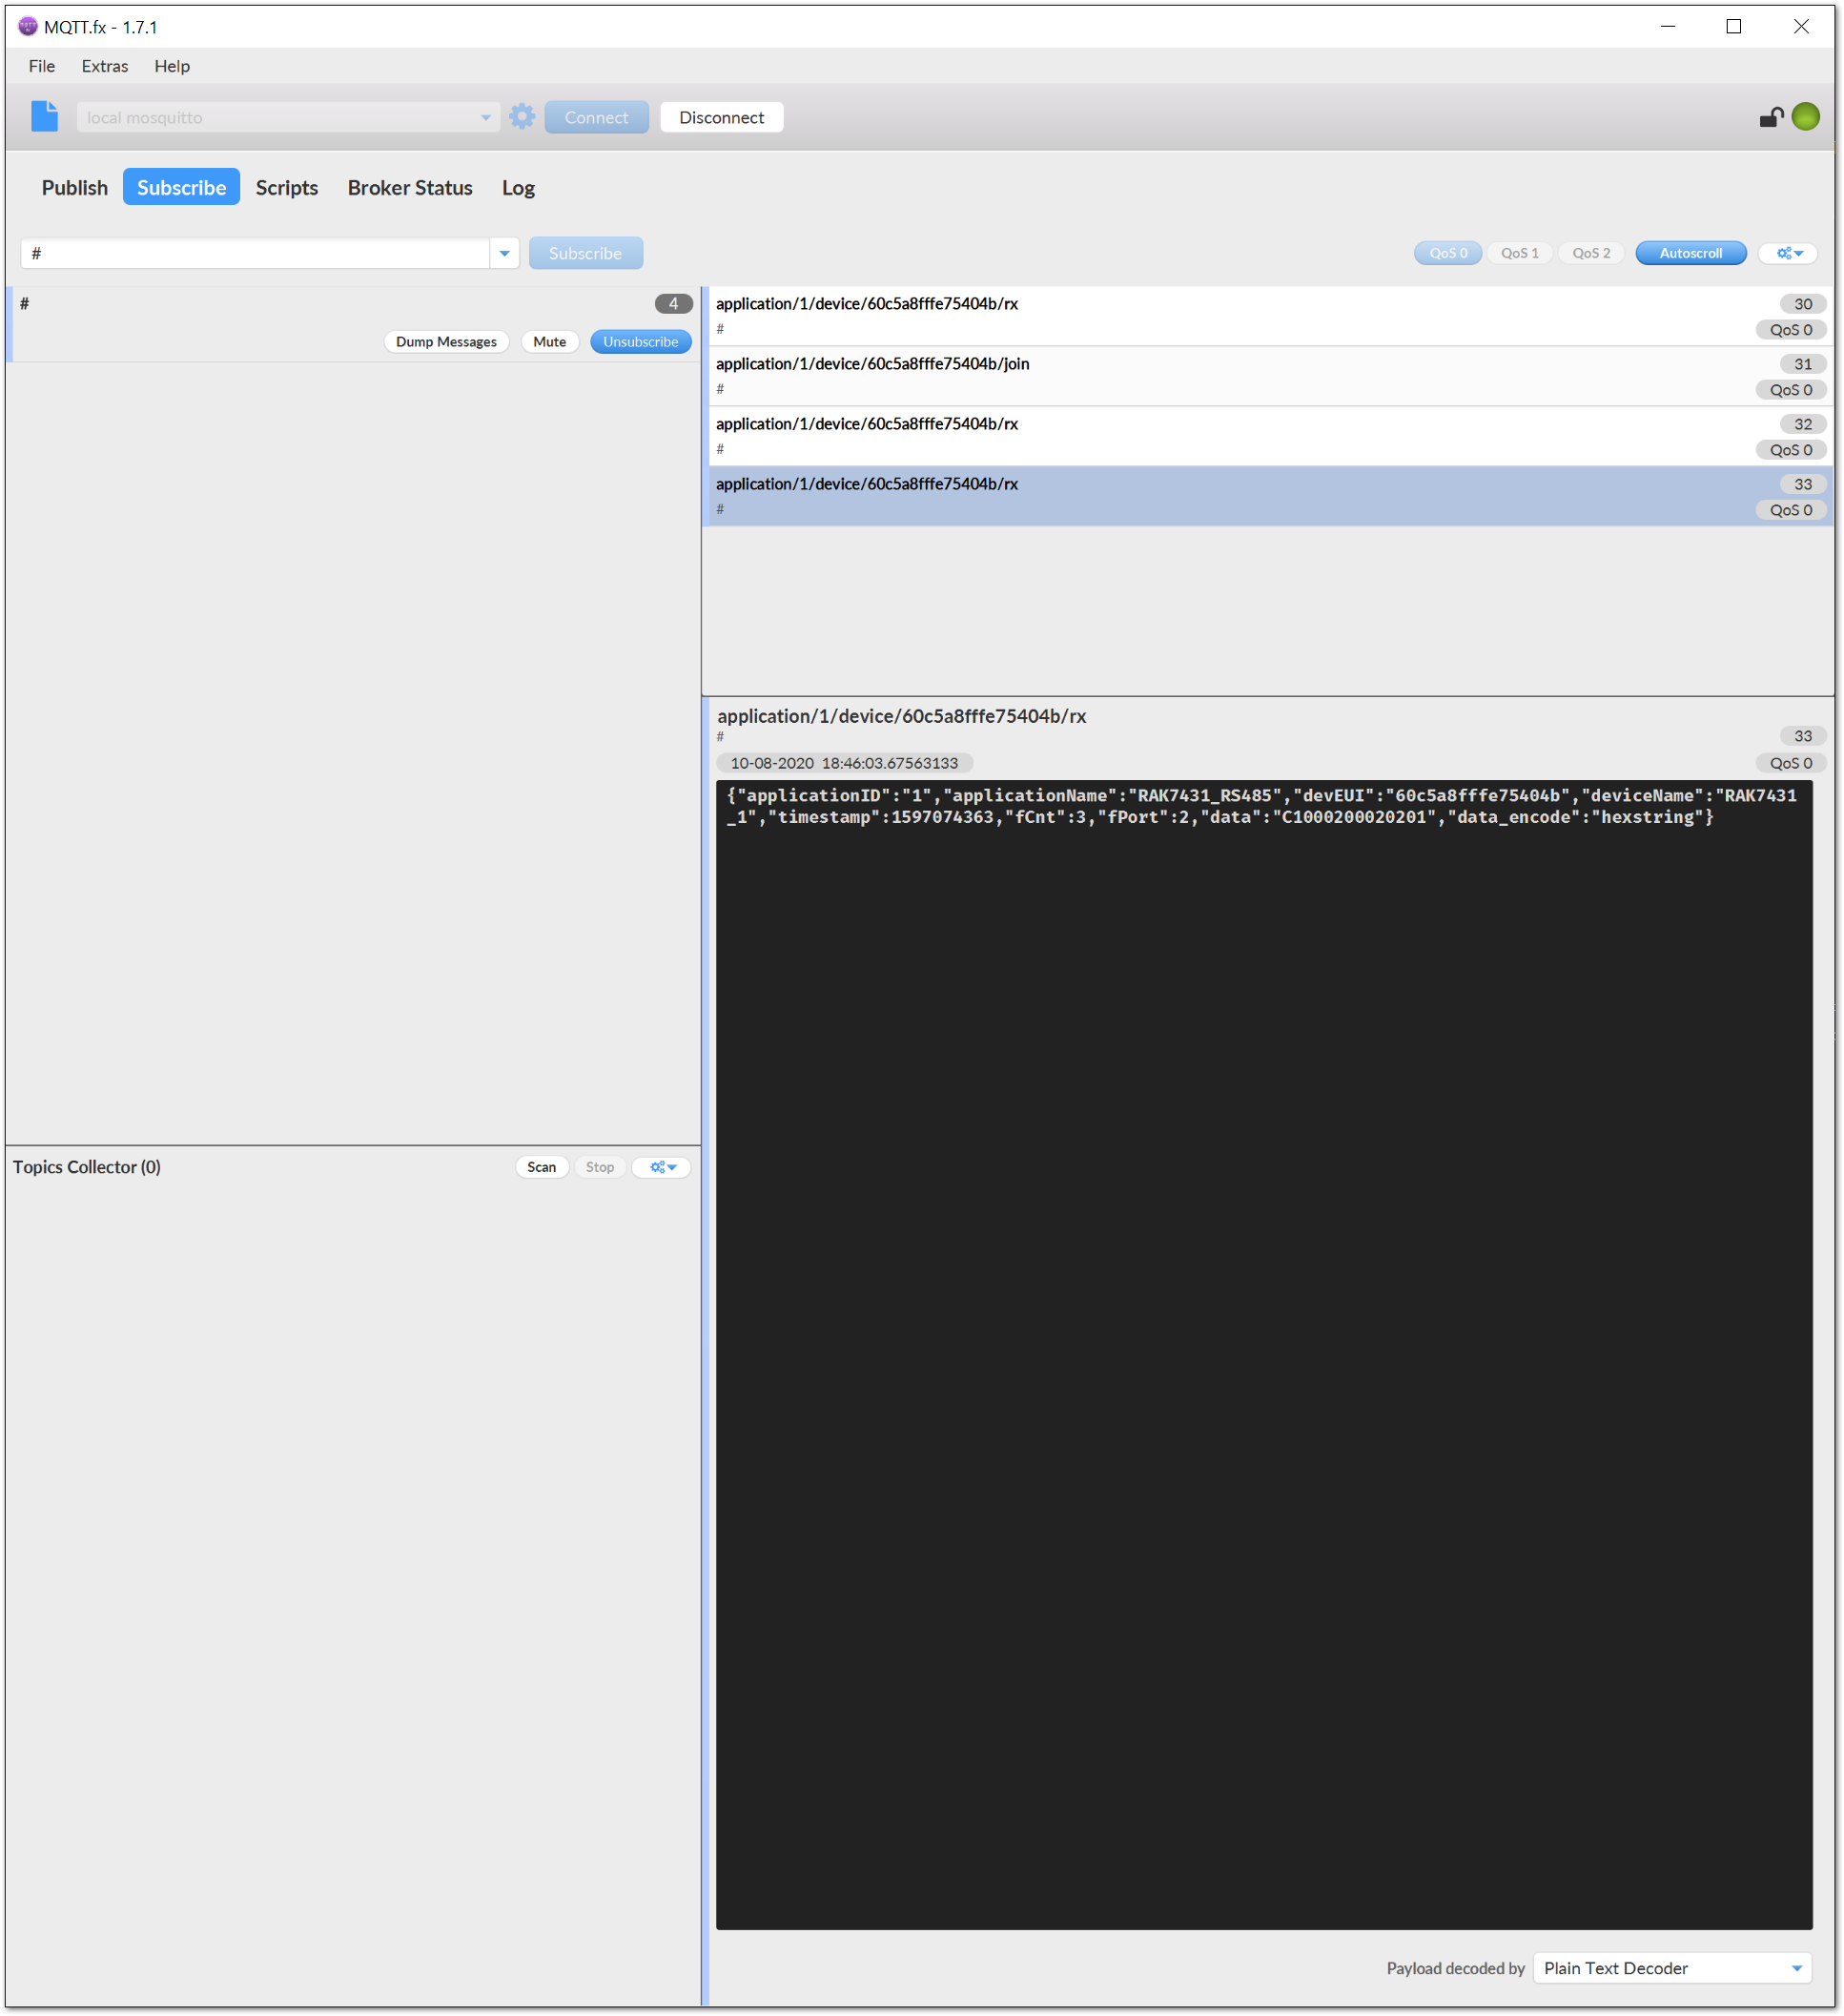 MQTT.fx - 1.7.1
File Extras Help
local mosquitto Connect Disconnect
Publish Subscribe Scripts Broker Status Log
# Subscribe QoS 0 QoS 1 QoS 2 Autoscroll
# 4
Dump Messages Mute Unsubscribe
application/1/device/60c5a8fffe75404b/rx 30
# QoS 0
application/1/device/60c5a8fffe75404b/join 31
# QoS 0
application/1/device/60c5a8fffe75404b/rx 32
# QoS 0
application/1/device/60c5a8fffe75404b/rx 33
# QoS 0
application/1/device/60c5a8fffe75404b/rx
# 33
10-08-2020 18:46:03.67563133 QoS 0
{"applicationID":"1","applicationName":"RAK7431_RS485","devEUI":"60c5a8fffe75404b","deviceName":"RAK7431
_1","timestamp":1597074363,"fCnt":3,"fPort":2,"data":"C1000200020201","data_encode":"hexstring"}
Topics Collector (0) Scan Stop
Payload decoded by Plain Text Decoder